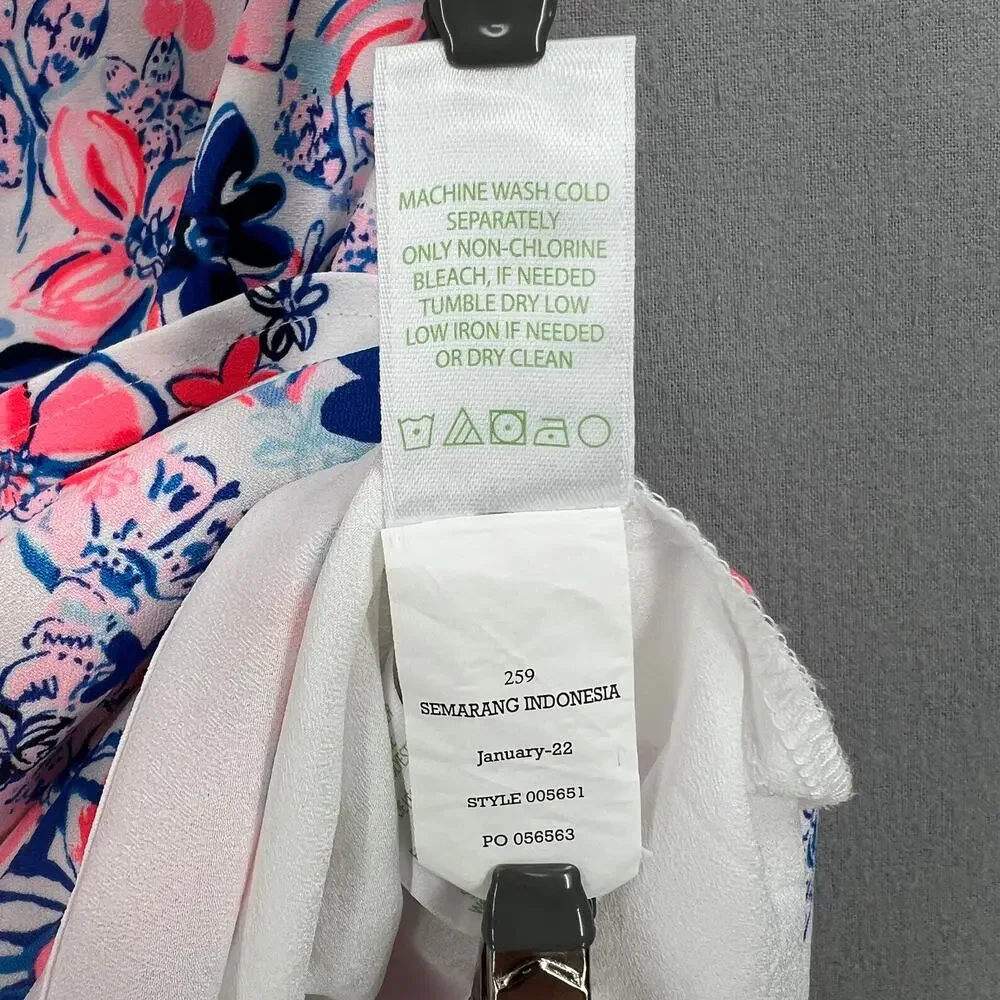 MACHINE WASH COLD
SEPARATELY
ONLY NON-CHLORINE
BLEACH, IF NEEDED
TUMBLE DRY LOW
LOW IRON IF NEEDED
OR DRY CLEAN
259
SEMARANG INDONESIA
January-22
STYLE 005651
PO 056563